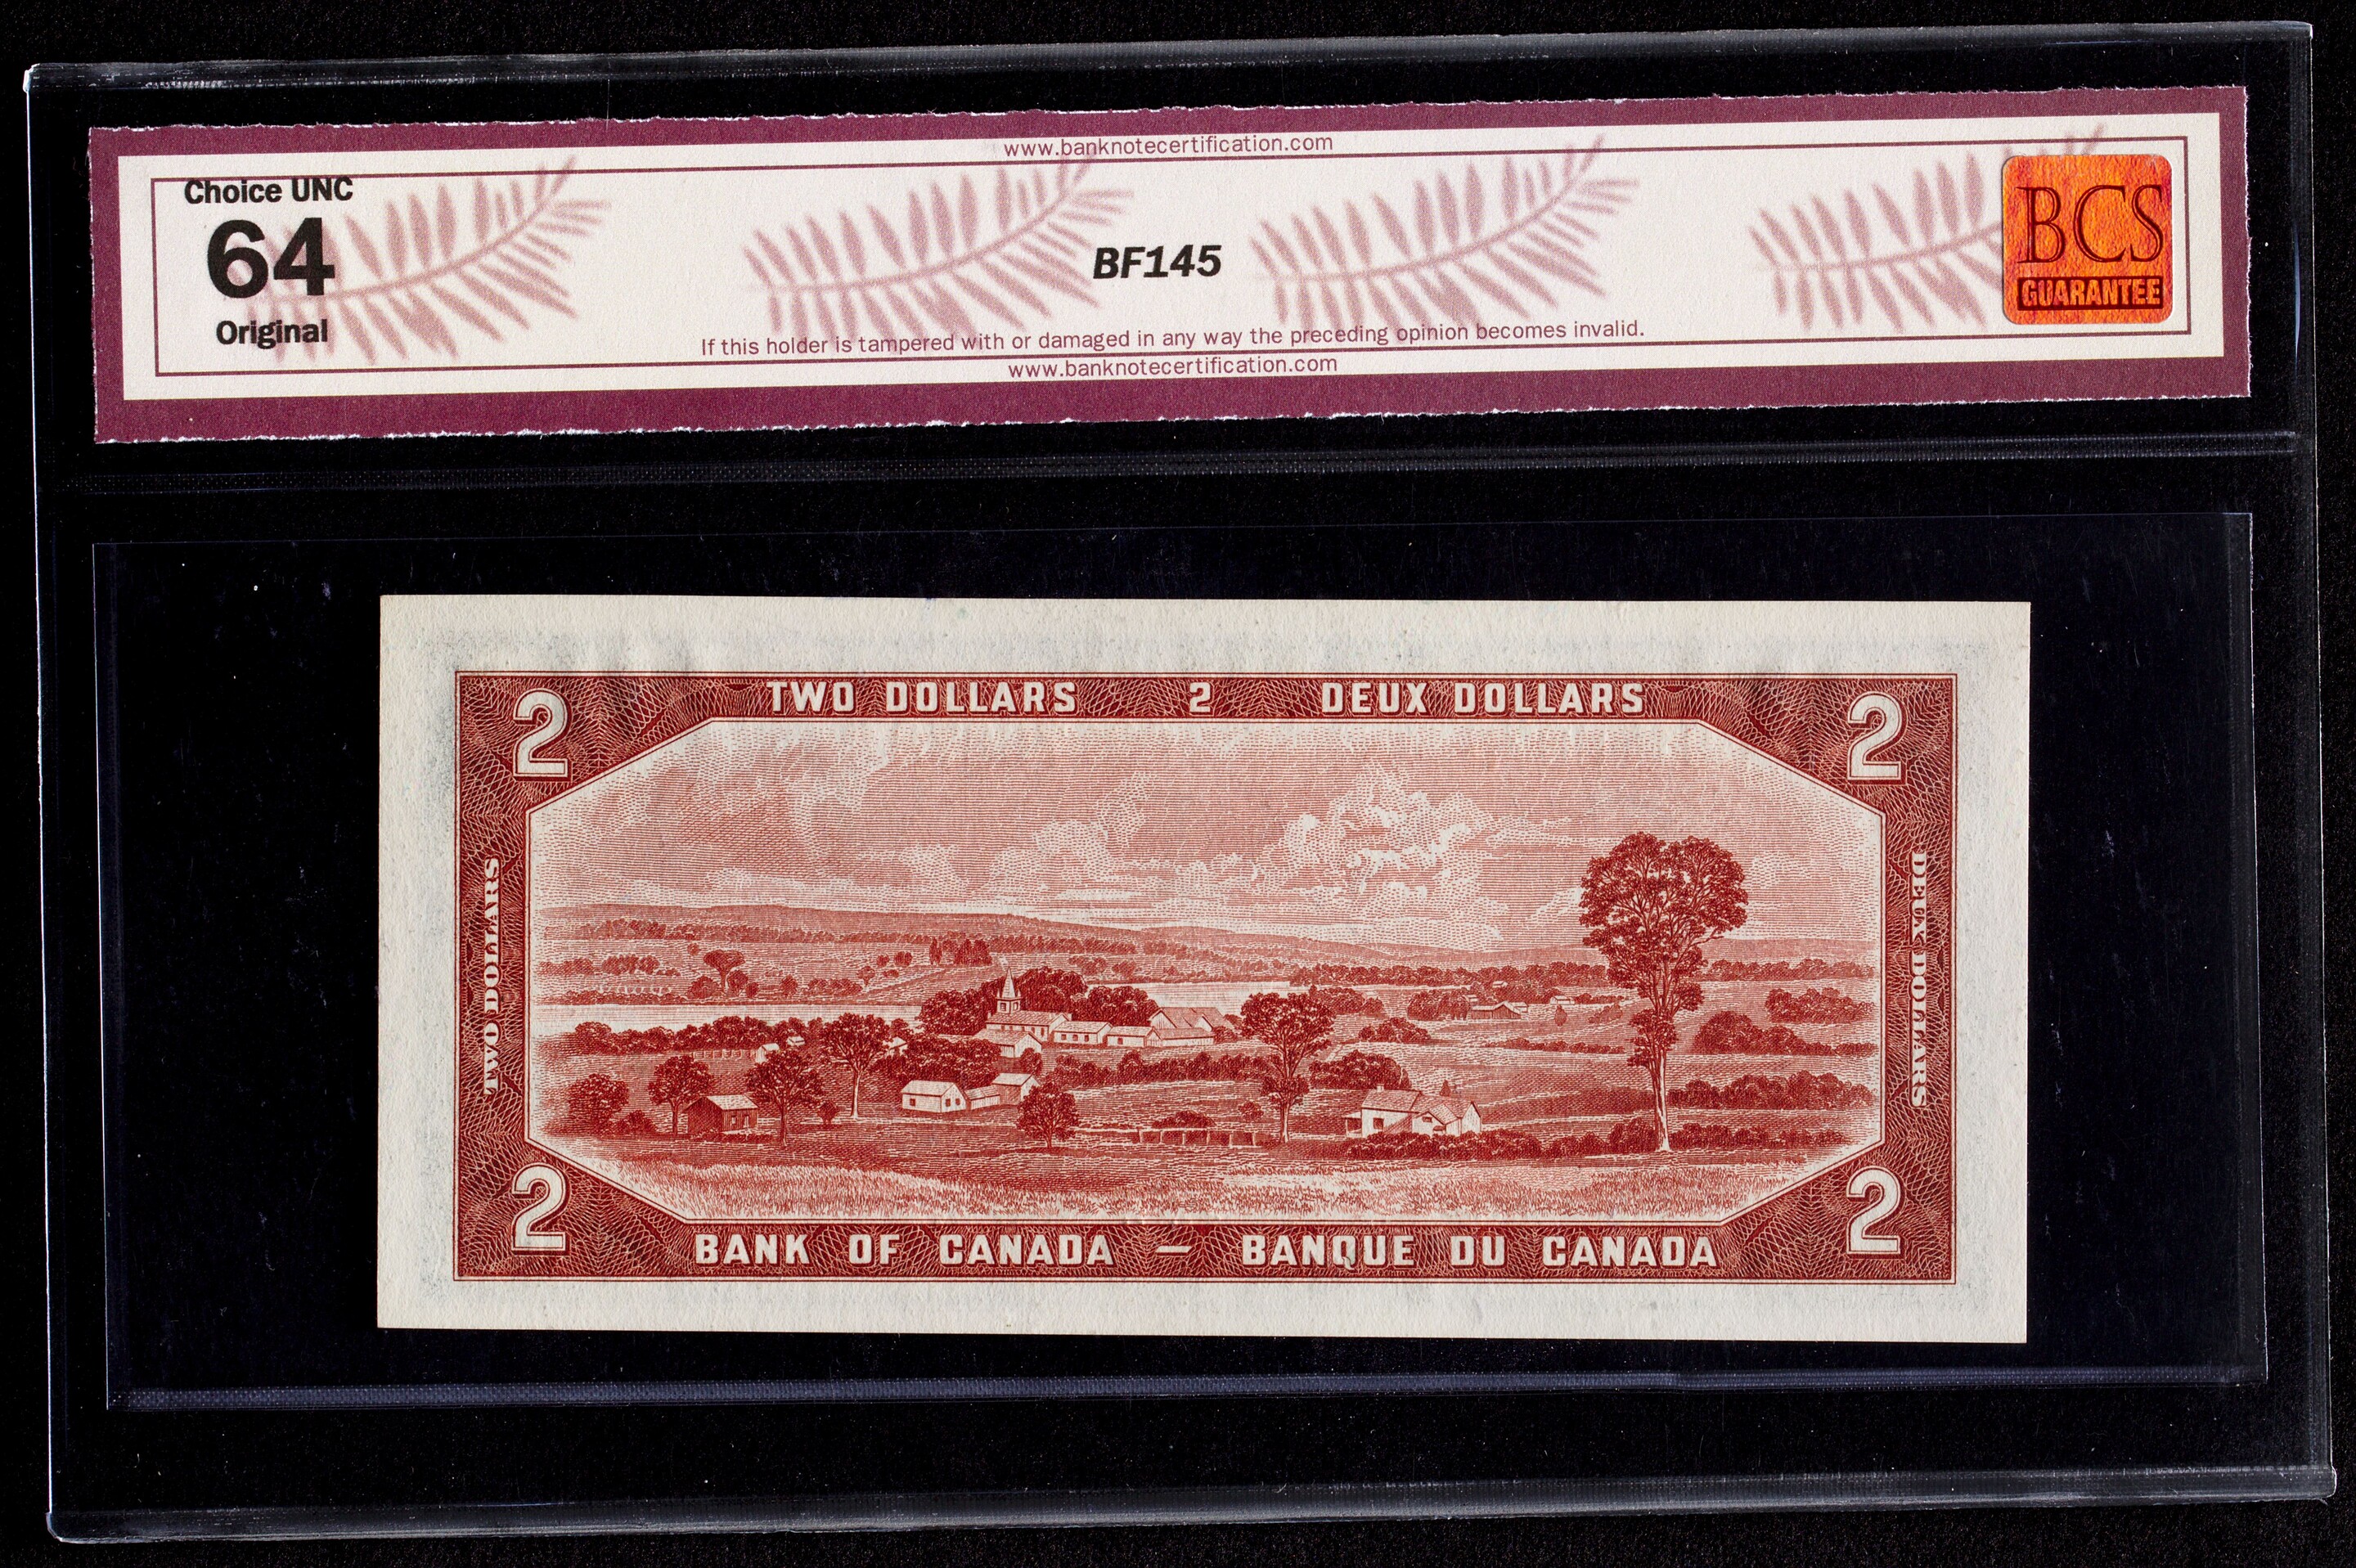 www.banknotecertification.com
Choice UNC
64
Original
BF145
BCS
GUARANTEE
If this holder is tampered with or damaged in any way the preceding opinion becomes invalid.
www.banknotecertification.com
2 TWO DOLLARS 2 DEUX DOLLARS 2
TWO DOLLARS
DEUX DOLLARS
2 BANK OF CANADA — BANQUE DU CANADA 2